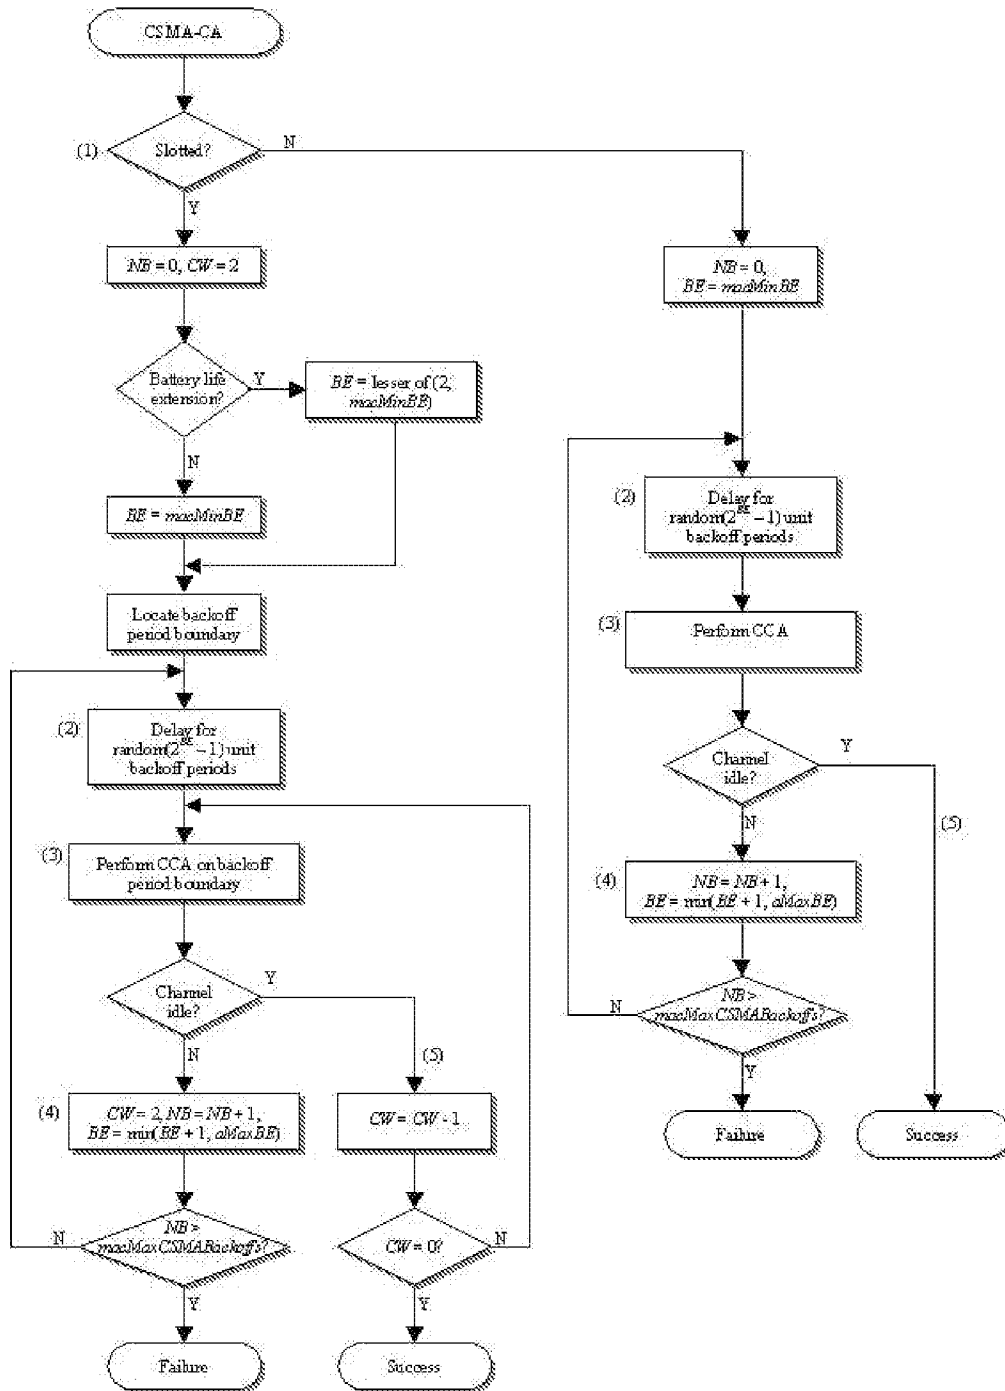 CSMA-CA
(1)
Slotted?
N
Y
NB = 0, CW = 2
Battery life
extension?
Y
BE = lesser of (2,
macMinBE)
N
BE = macMinBE
Locate backoff
period boundary
(2)
Delay for
random(2^BE – 1) unit
backoff periods
(3)
Perform CCA on backoff
period boundary
Channel
idle?
Y
N
(5)
(4)
CW = 2, NB = NB + 1,
BE = min(BE + 1, aMaxBE)
CW = CW - 1
NB >
macMaxCSMABackoffs?
N
Y
CW = 0?
N
Y
Failure
Success
NB = 0,
BE = macMinBE
(2)
Delay for
random(2^BE – 1) unit
backoff periods
(3)
Perform CCA
Channel
idle?
Y
N
(5)
(4)
NB = NB + 1,
BE = min(BE + 1, aMaxBE)
NB >
macMaxCSMABackoffs?
N
Y
Failure
Success